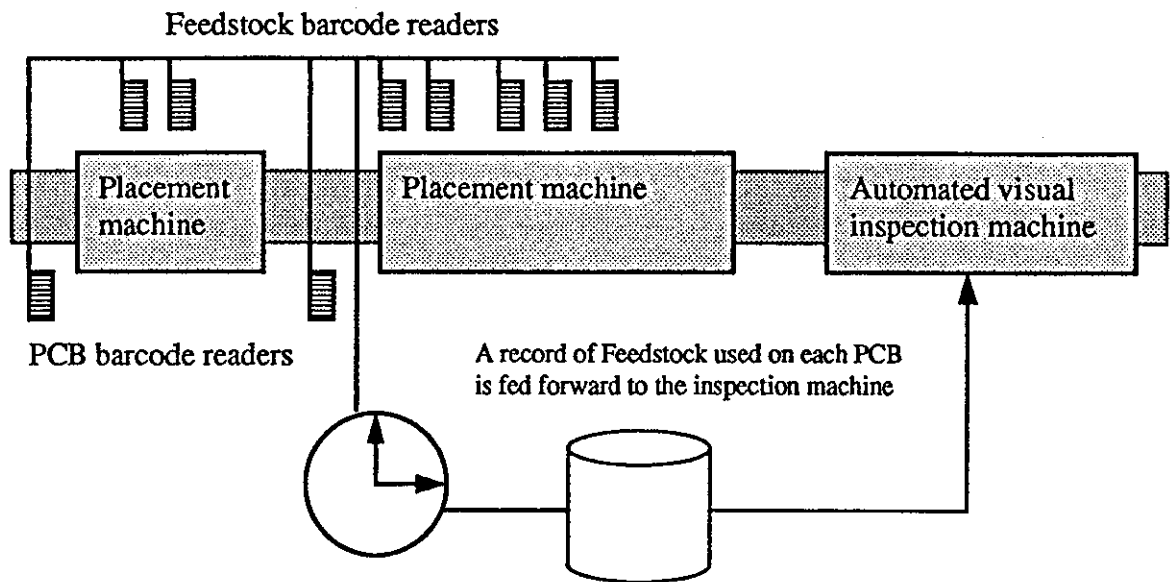 Feedstock barcode readers
Placement
machine
Placement machine
Automated visual
inspection machine
PCB barcode readers
A record of Feedstock used on each PCB
is fed forward to the inspection machine